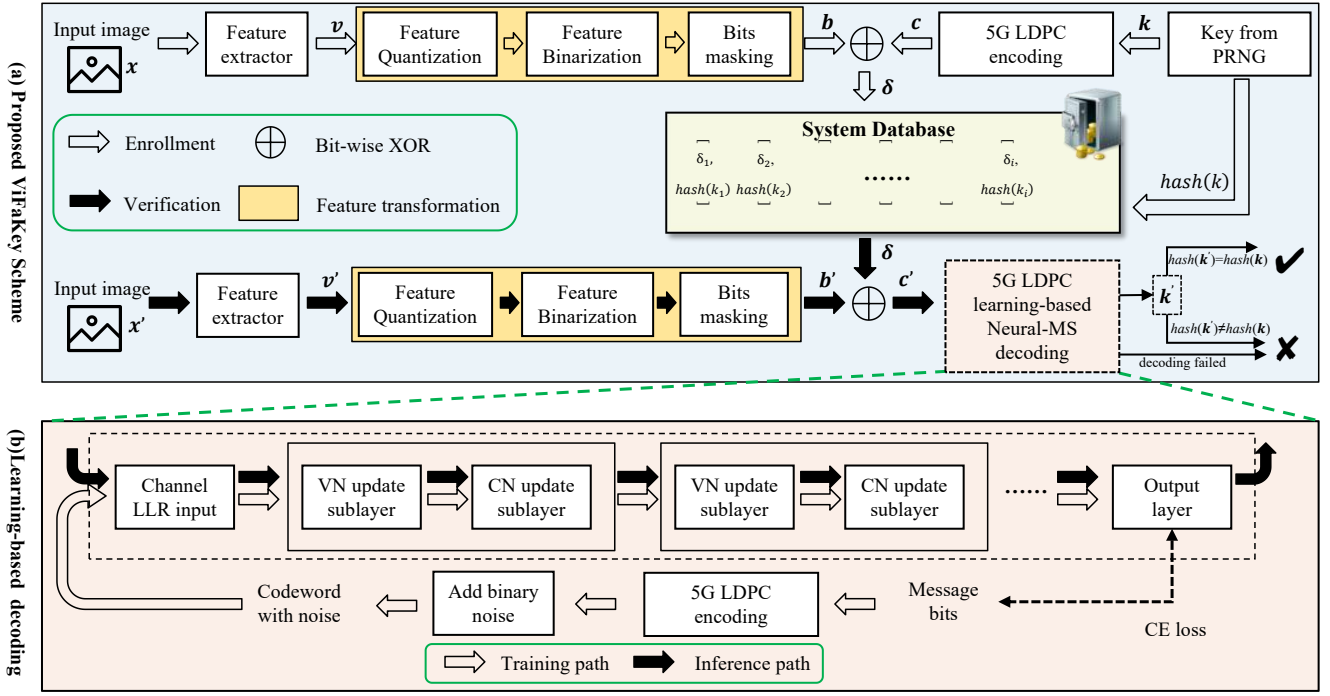 (a) Proposed ViFaKey Scheme
Input image
x
Feature
extractor
v
Feature
Quantization
Feature
Binarization
Bits
masking
b
c
5G LDPC
encoding
k
Key from
PRNG
δ
Enrollment
Bit-wise XOR
Verification
Feature transformation
System Database
δ1,
δ2,
......
δi,
hash(k1)
hash(k2)
hash(ki)
hash(k)
δ
Input image
x'
Feature
extractor
v'
Feature
Quantization
Feature
Binarization
Bits
masking
b'
c'
5G LDPC
learning-based
Neural-MS
decoding
k'
hash(k')=hash(k)
hash(k')≠hash(k)
decoding failed
(b)Learning-based decoding
Channel
LLR input
VN update
sublayer
CN update
sublayer
VN update
sublayer
CN update
sublayer
......
Output
layer
Codeword
with noise
Add binary
noise
5G LDPC
encoding
Message
bits
CE loss
Training path
Inference path